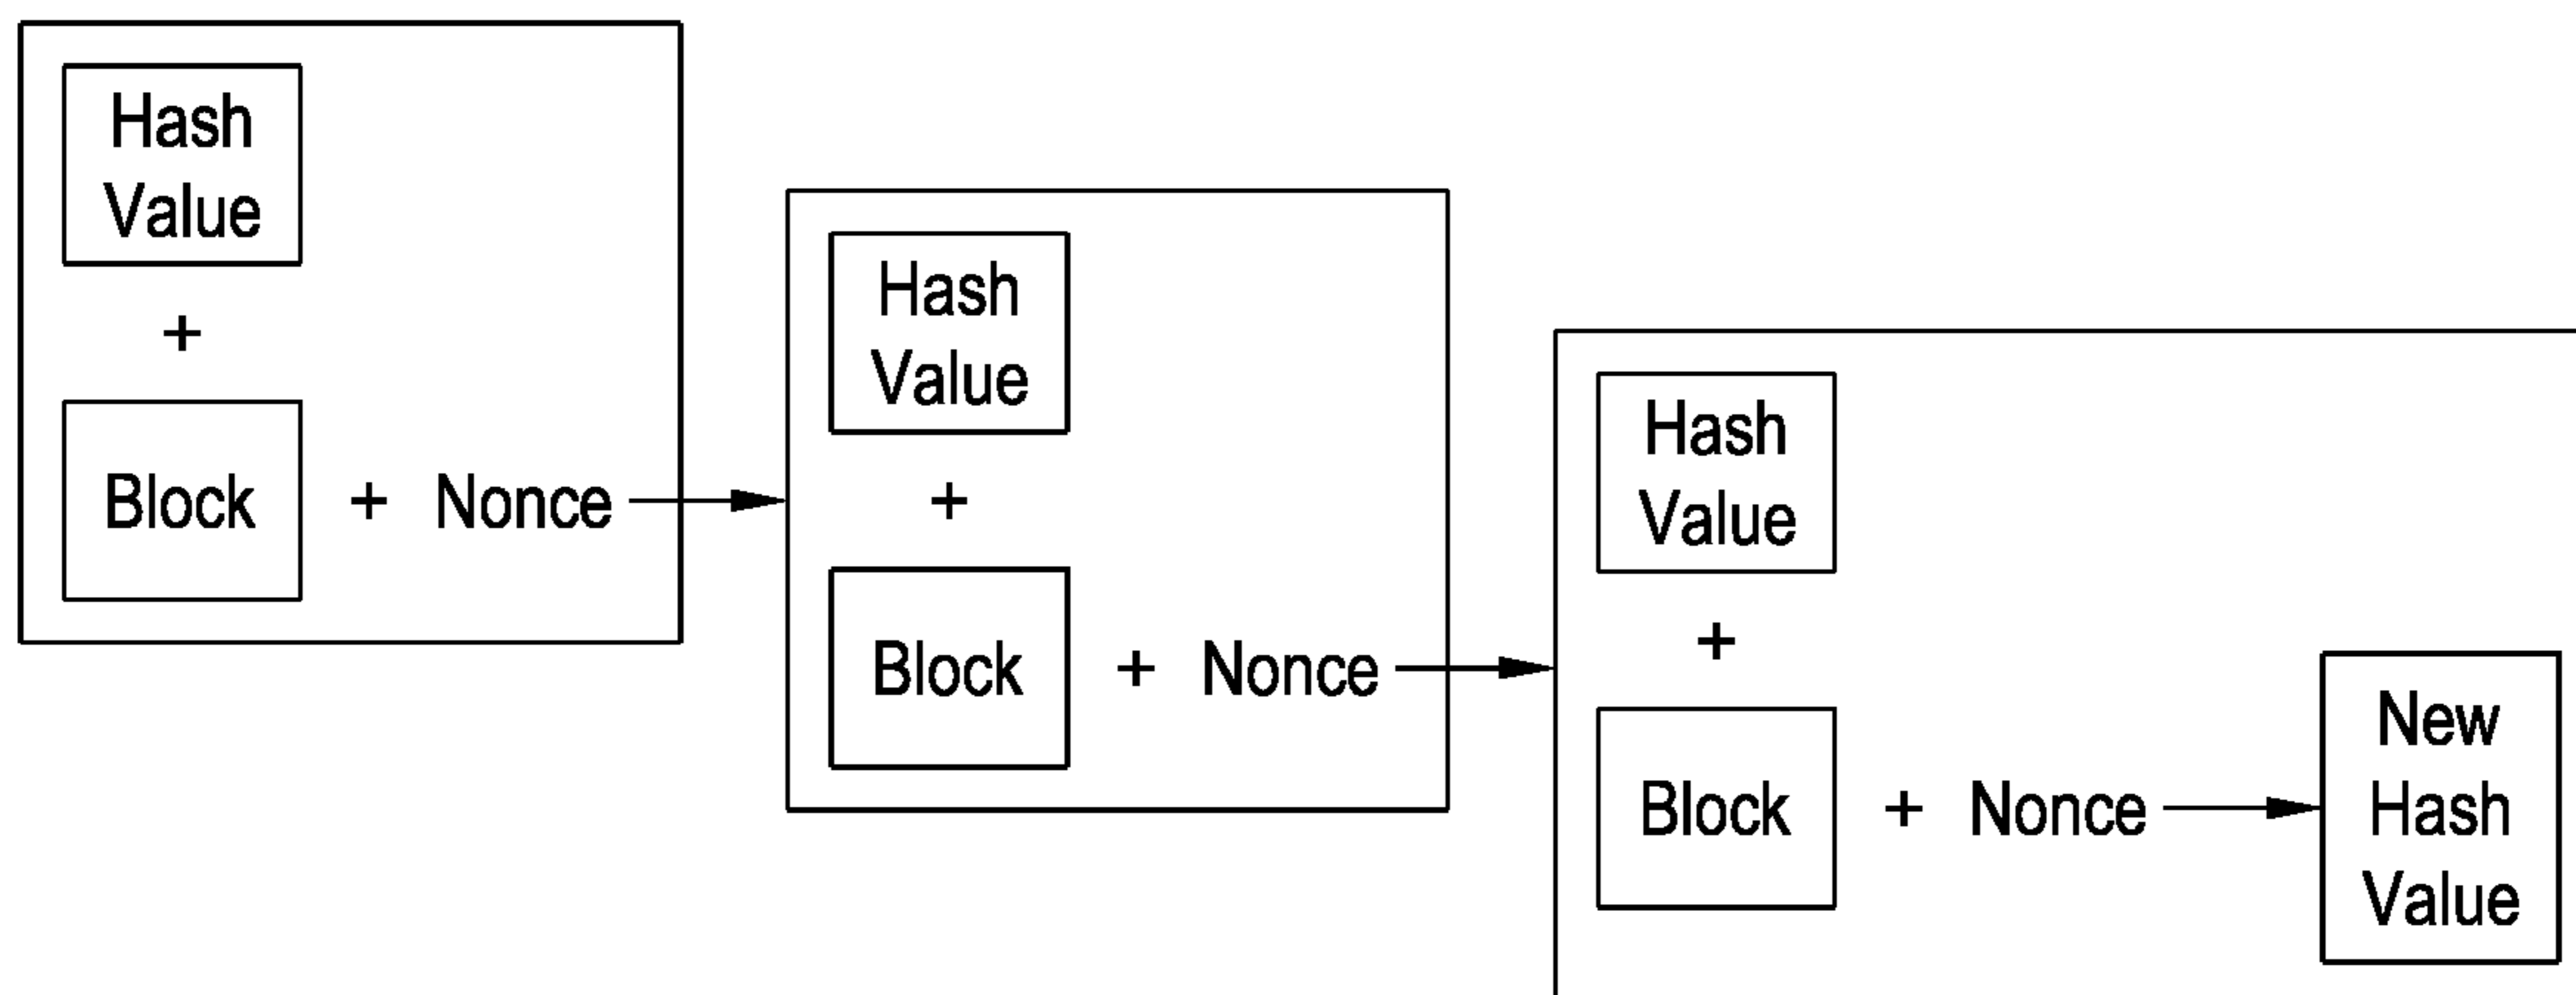 Hash
Value
+
Block + Nonce
Hash
Value
+
Block + Nonce
Hash
Value
+
Block + Nonce
New
Hash
Value